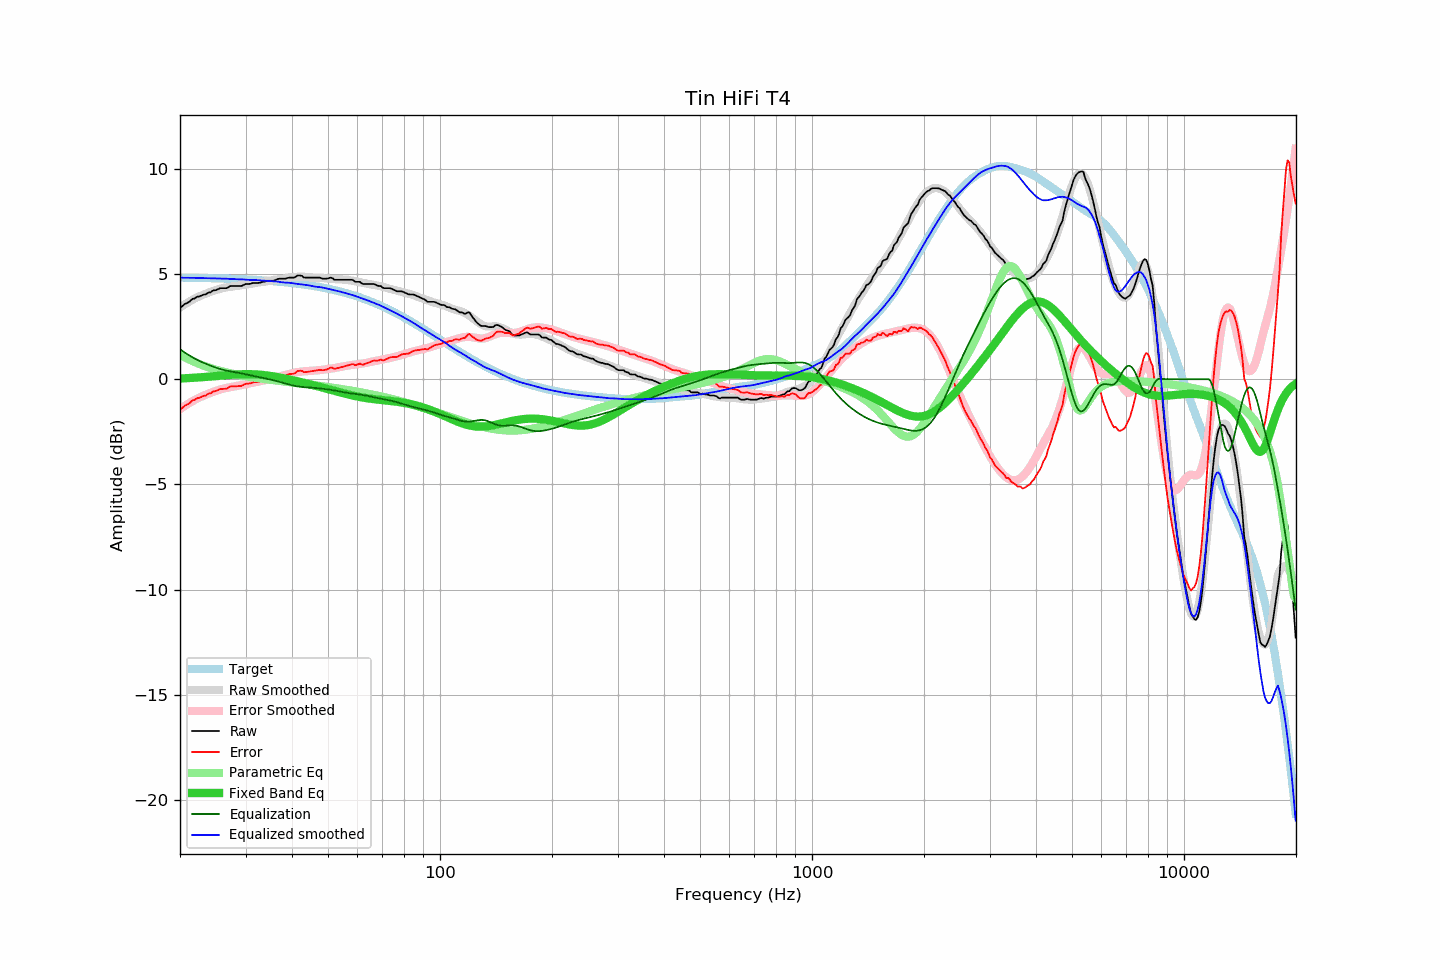 Tin HiFi T4
10
5
0
−5
−10
−15
−20
Amplitude (dBr)
Target
Raw Smoothed
Error Smoothed
Raw
Error
Parametric Eq
Fixed Band Eq
Equalization
Equalized smoothed
100
1000
10000
Frequency (Hz)